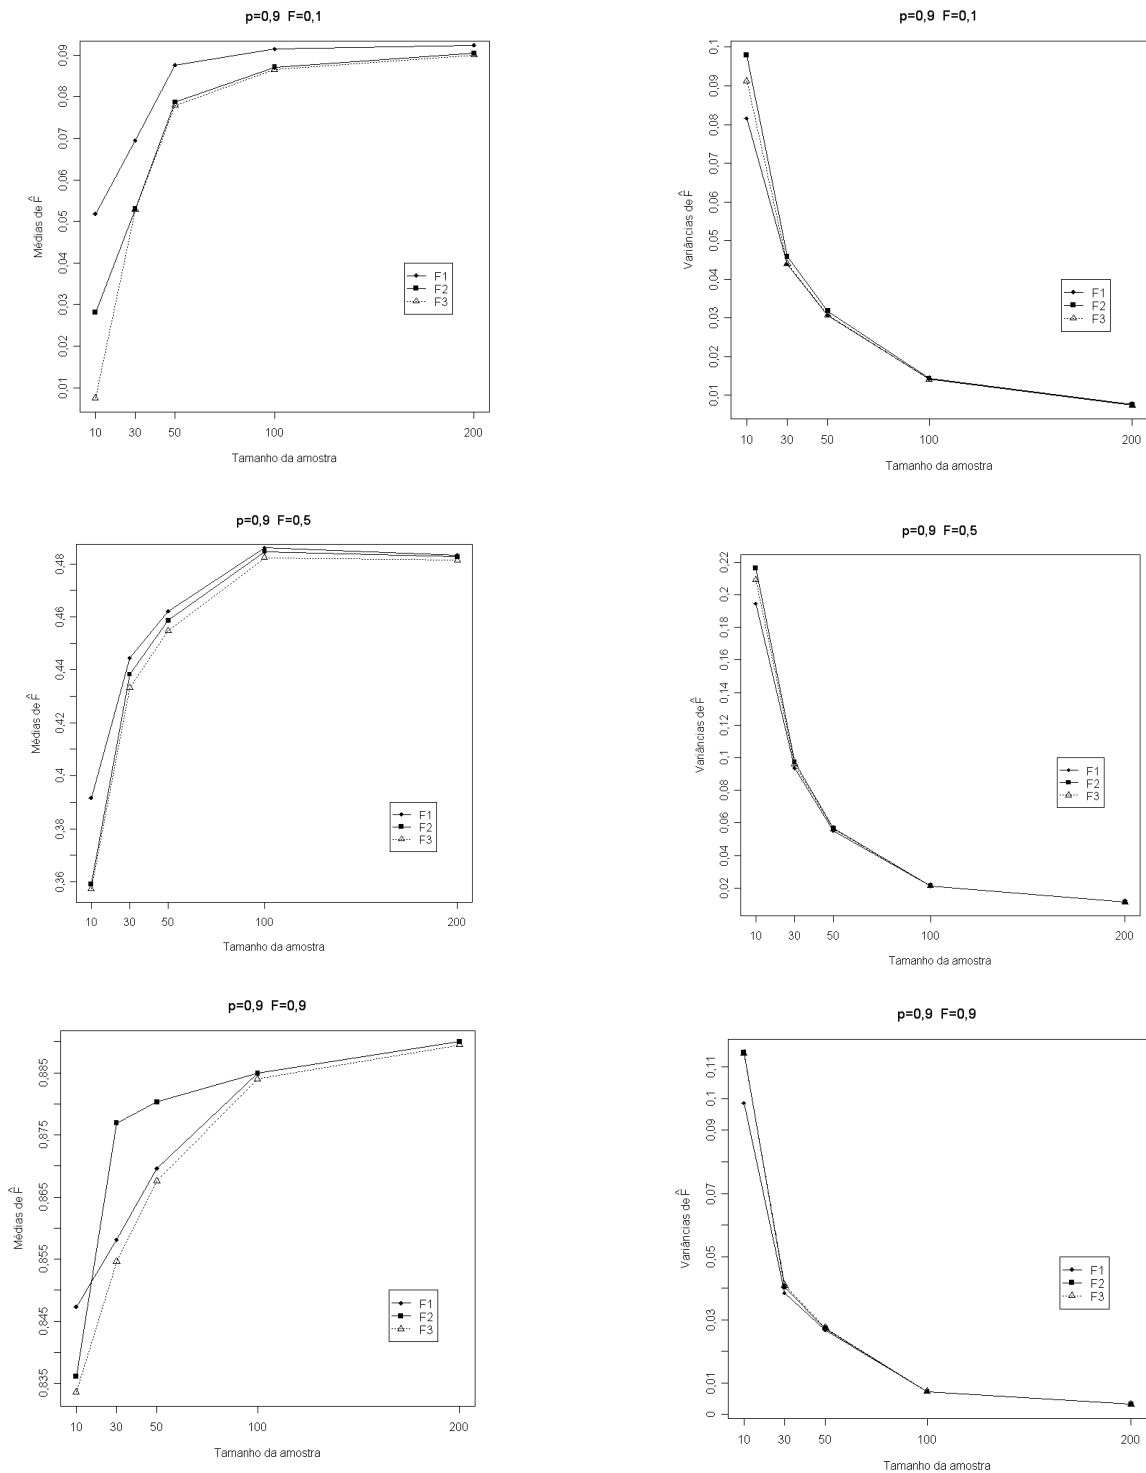 p=0,9 F=0,1
Médias de F̂
0,09
0,08
0,07
0,06
0,05
0,04
0,03
0,02
0,01
F1
F2
F3
10 30 50 100 200
Tamanho da amostra
p=0,9 F=0,1
Variâncias de F̂
0,1
0,09
0,08
0,07
0,06
0,05
0,04
0,03
0,02
0,01
F1
F2
F3
10 30 50 100 200
Tamanho da amostra
p=0,9 F=0,5
Médias de F̂
0,48
0,46
0,44
0,42
0,4
0,38
0,36
F1
F2
F3
10 30 50 100 200
Tamanho da amostra
p=0,9 F=0,5
Variâncias de F̂
0,22
0,2
0,18
0,16
0,14
0,12
0,1
0,08
0,06
0,04
0,02
F1
F2
F3
10 30 50 100 200
Tamanho da amostra
p=0,9 F=0,9
Médias de F̂
0,885
0,875
0,865
0,855
0,845
0,835
F1
F2
F3
10 30 50 100 200
Tamanho da amostra
p=0,9 F=0,9
Variâncias de F̂
0,11
0,09
0,07
0,05
0,03
0,01
0
F1
F2
F3
10 30 50 100 200
Tamanho da amostra